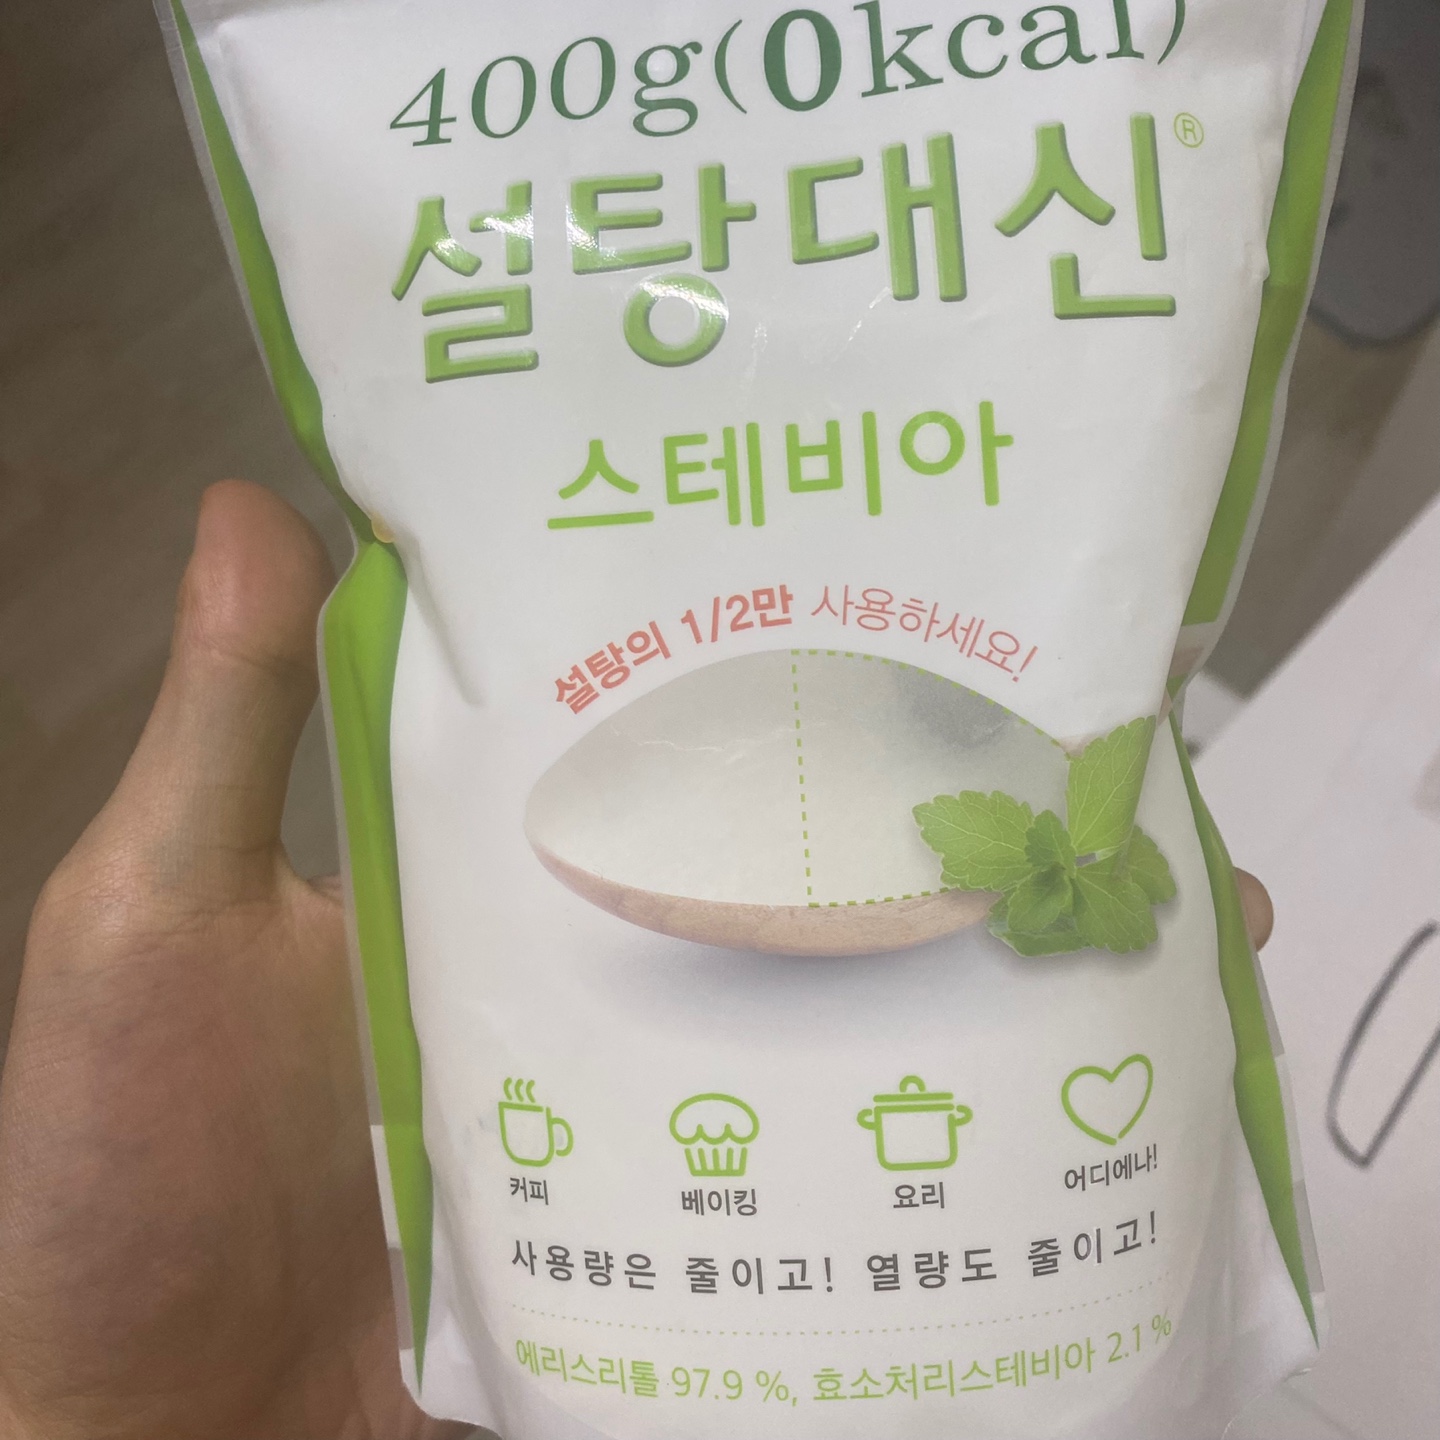 400g(0kcal)
설탕대신®
스테비아
설탕의 1/2만 사용하세요!
커피 베이킹 요리 어디에나!
사용량은 줄이고! 열량도 줄이고!
에리스리톨 97.9 %, 효소처리스테비아 2.1 %